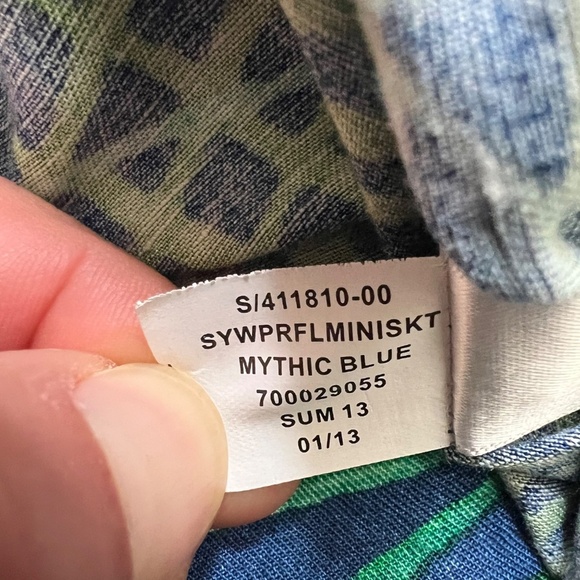 S/411810-00
SYWPRFLMINISKT
MYTHIC BLUE
700029055
SUM 13
01/13